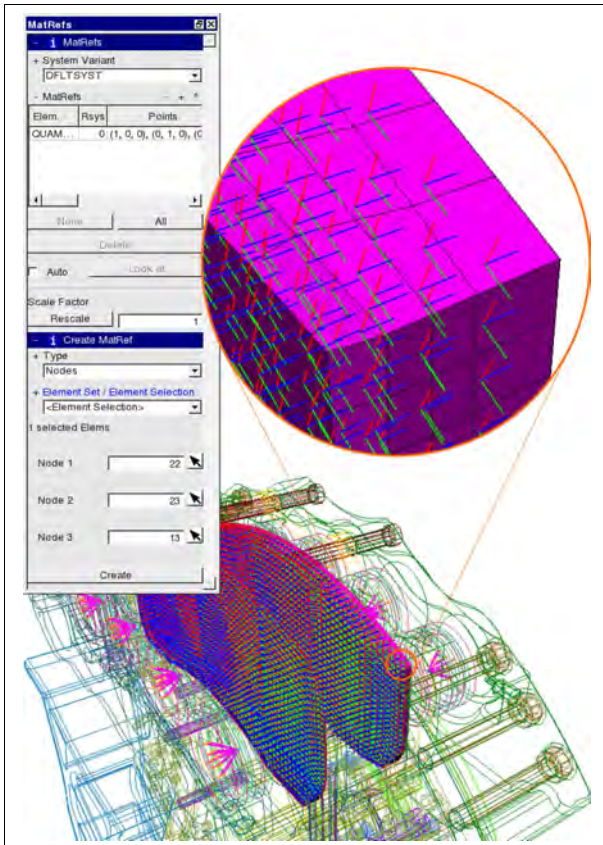 MatRefs
- i MatRefs
+ System Variant
DFLTSYST
- MatRefs - + *
Elem. Rsys Points
QUAM... 0 (1, 0, 0), (0, 1, 0), (0
None All
Delete
Auto Look at
Scale Factor
Rescale 1
- i Create MatRef
+ Type
Nodes
+ Element Set / Element Selection
<Element Selection>
1 selected Elems
Node 1 22
Node 2 23
Node 3 13
Create